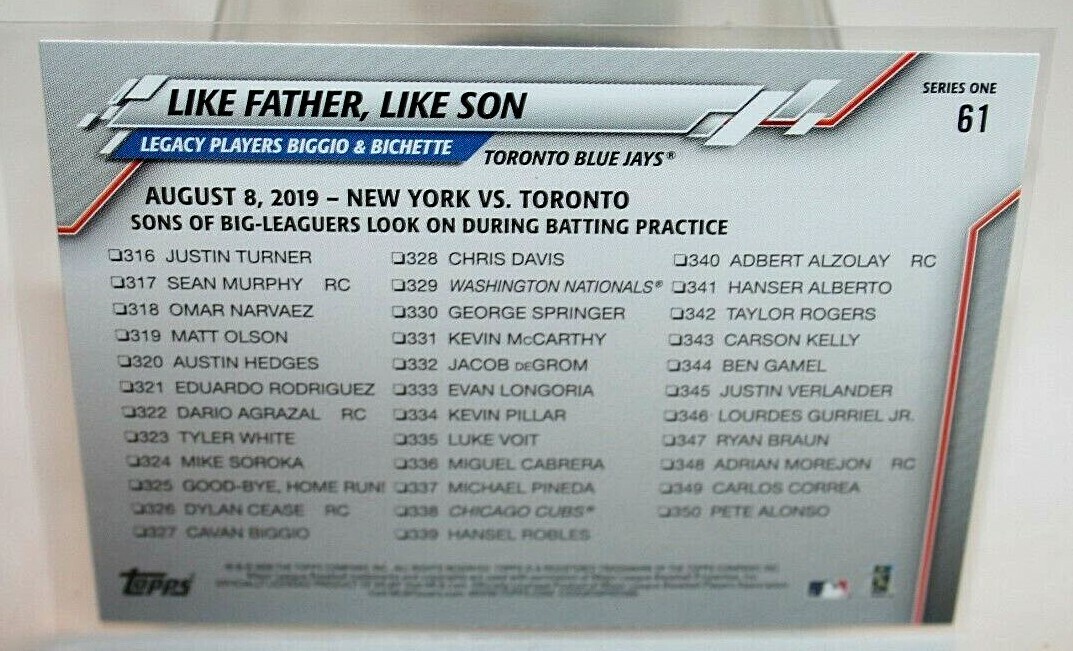 LIKE FATHER, LIKE SON
SERIES ONE
61
LEGACY PLAYERS BIGGIO & BICHETTE
TORONTO BLUE JAYS®
AUGUST 8, 2019 – NEW YORK VS. TORONTO
SONS OF BIG-LEAGUERS LOOK ON DURING BATTING PRACTICE
❏316 JUSTIN TURNER
❏317 SEAN MURPHY RC
❏318 OMAR NARVAEZ
❏319 MATT OLSON
❏320 AUSTIN HEDGES
❏321 EDUARDO RODRIGUEZ
❏322 DARIO AGRAZAL RC
❏323 TYLER WHITE
❏324 MIKE SOROKA
❏325 GOOD-BYE, HOME RUN!
❏326 DYLAN CEASE RC
❏327 CAVAN BIGGIO
❏328 CHRIS DAVIS
❏329 WASHINGTON NATIONALS®
❏330 GEORGE SPRINGER
❏331 KEVIN McCARTHY
❏332 JACOB DEGROM
❏333 EVAN LONGORIA
❏334 KEVIN PILLAR
❏335 LUKE VOIT
❏336 MIGUEL CABRERA
❏337 MICHAEL PINEDA
❏338 CHICAGO CUBS®
❏339 HANSEL ROBLES
❏340 ADBERT ALZOLAY RC
❏341 HANSER ALBERTO
❏342 TAYLOR ROGERS
❏343 CARSON KELLY
❏344 BEN GAMEL
❏345 JUSTIN VERLANDER
❏346 LOURDES GURRIEL JR.
❏347 RYAN BRAUN
❏348 ADRIAN MOREJON RC
❏349 CARLOS CORREA
❏350 PETE ALONSO
TOPPS